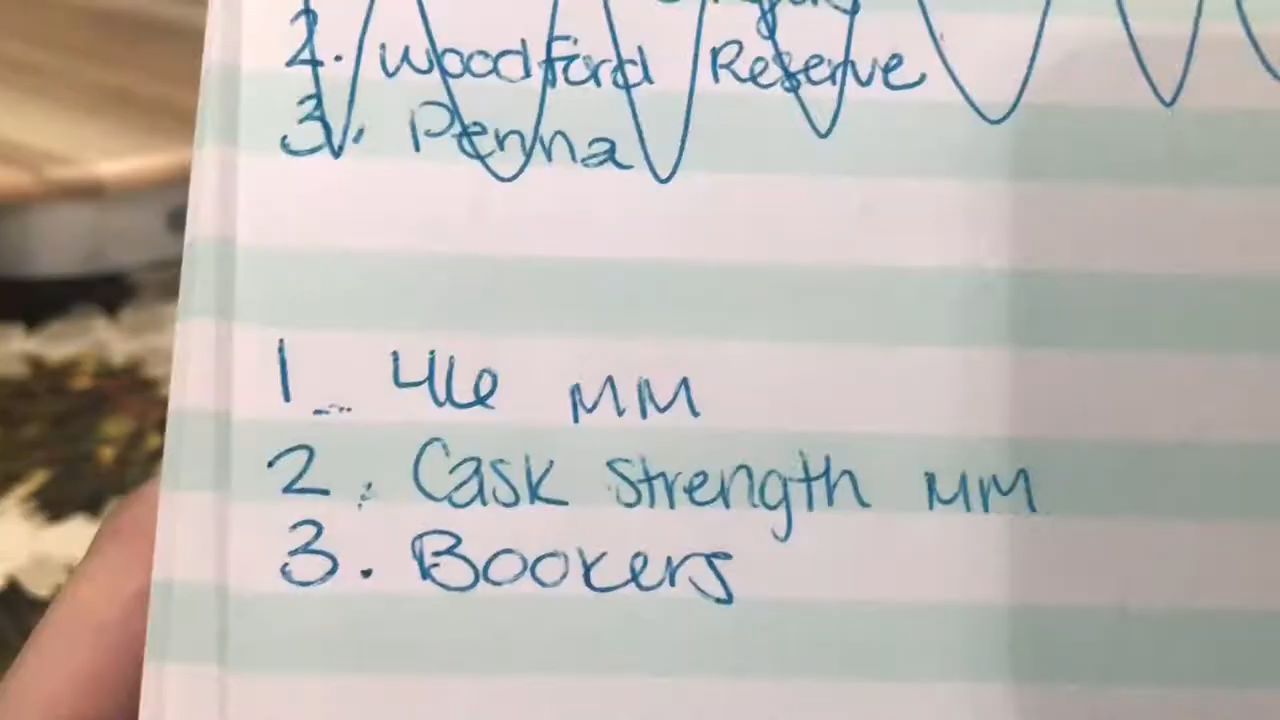 2. Woodford Reserve
3. Penna
1. 46 MM
2. Cask Strength MM
3. Bookers